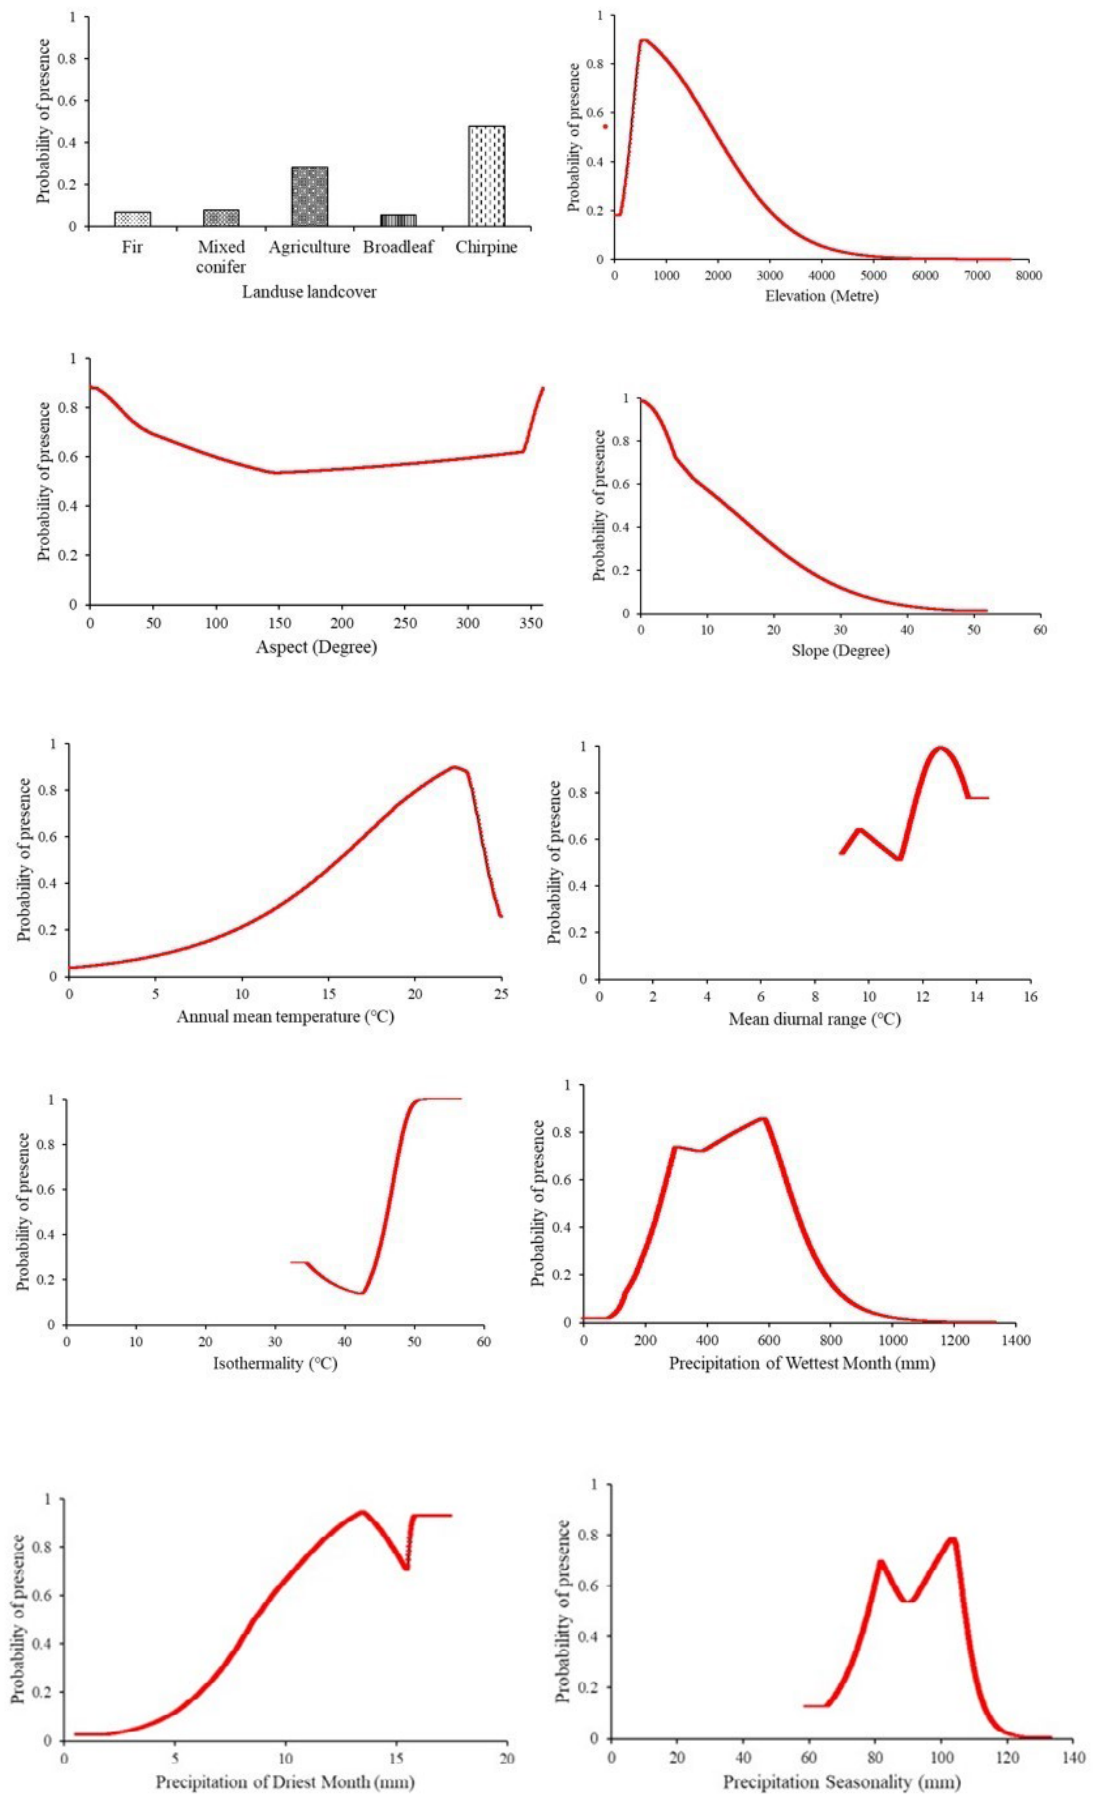 Probability of presence
1
0.8
0.6
0.4
0.2
0
Fir
Mixed
conifer
Agriculture
Broadleaf
Chirpine
Landuse landcover
Probability of presence
1
0.8
0.6
0.4
0.2
0
0 1000 2000 3000 4000 5000 6000 7000 8000
Elevation (Metre)
Probability of presence
1
0.8
0.6
0.4
0.2
0
0 50 100 150 200 250 300 350
Aspect (Degree)
Probability of presence
1
0.8
0.6
0.4
0.2
0
0 10 20 30 40 50 60
Slope (Degree)
Probability of presence
1
0.8
0.6
0.4
0.2
0
0 5 10 15 20 25
Annual mean temperature (°C)
Probability of presence
1
0.8
0.6
0.4
0.2
0
0 2 4 6 8 10 12 14 16
Mean diurnal range (°C)
Probability of presence
1
0.8
0.6
0.4
0.2
0
0 10 20 30 40 50 60
Isothermality (°C)
Probability of presence
1
0.8
0.6
0.4
0.2
0
0 200 400 600 800 1000 1200 1400
Precipitation of Wettest Month (mm)
Probability of presence
1
0.8
0.6
0.4
0.2
0
0 5 10 15 20
Precipitation of Driest Month (mm)
Probabilitty of presence
1
0.8
0.6
0.4
0.2
0
0 20 40 60 80 100 120 140
Precipitation Seasonality (mm)